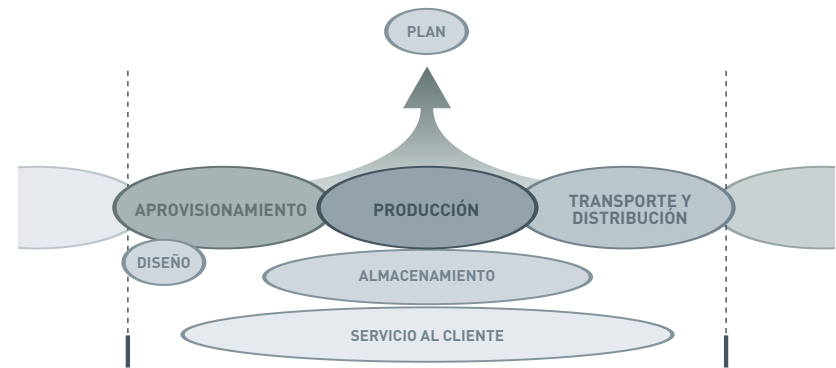 PLAN
APROVISIONAMIENTO
PRODUCCIÓN
TRANSPORTE Y
DISTRIBUCIÓN
DISEÑO
ALMACENAMIENTO
SERVICIO AL CLIENTE